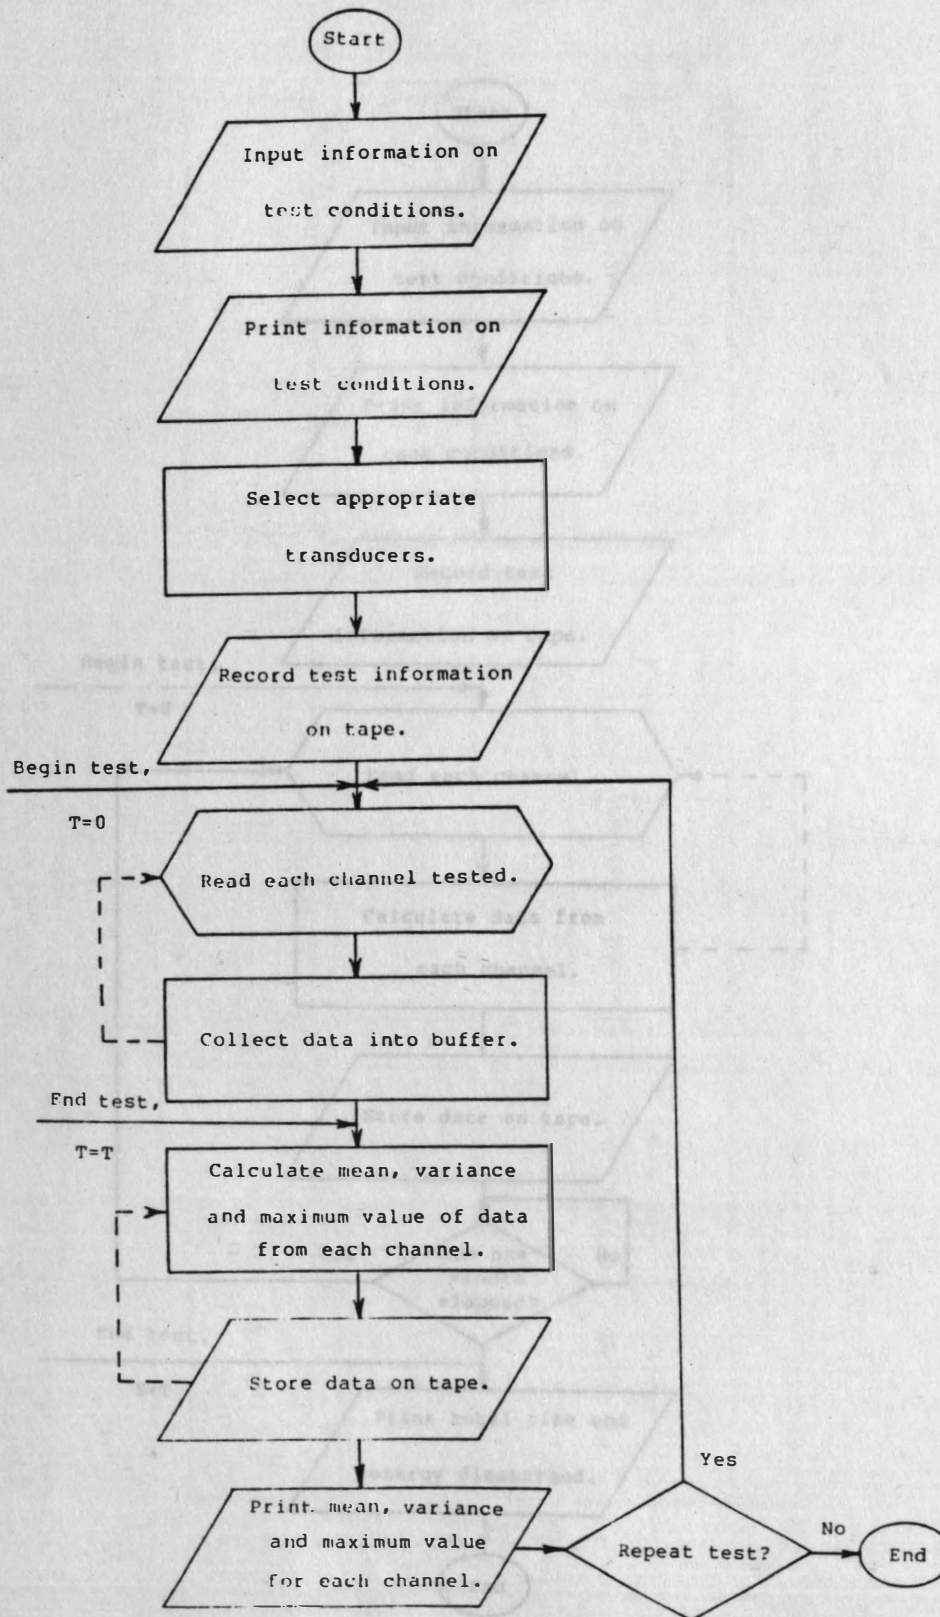 Start
Input information on
test conditions.
Print information on
test conditions.
Select appropriate
transducers.
Record test information
on tape.
Begin test,
T=0
Read each channel tested.
Collect data into buffer.
End test,
T=T
Calculate mean, variance
and maximum value of data
from each channel.
Store data on tape.
Print mean, variance
and maximum value
for each channel.
Yes
Repeat test?
No
End